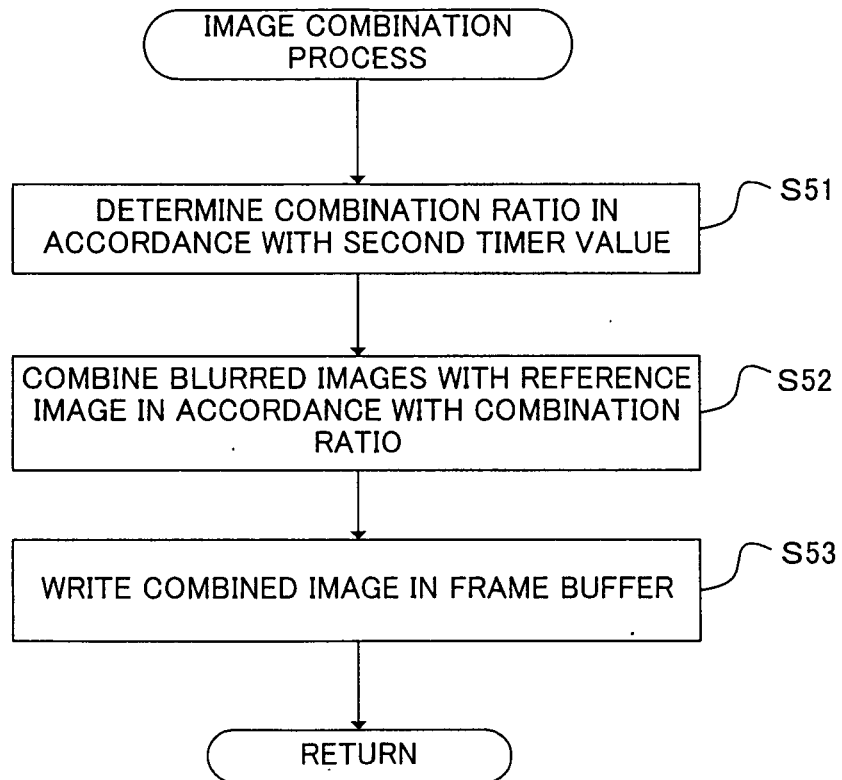 IMAGE COMBINATION
PROCESS
S51
DETERMINE COMBINATION RATIO IN
ACCORDANCE WITH SECOND TIMER VALUE
S52
COMBINE BLURRED IMAGES WITH REFERENCE
IMAGE IN ACCORDANCE WITH COMBINATION
RATIO
S53
WRITE COMBINED IMAGE IN FRAME BUFFER
RETURN